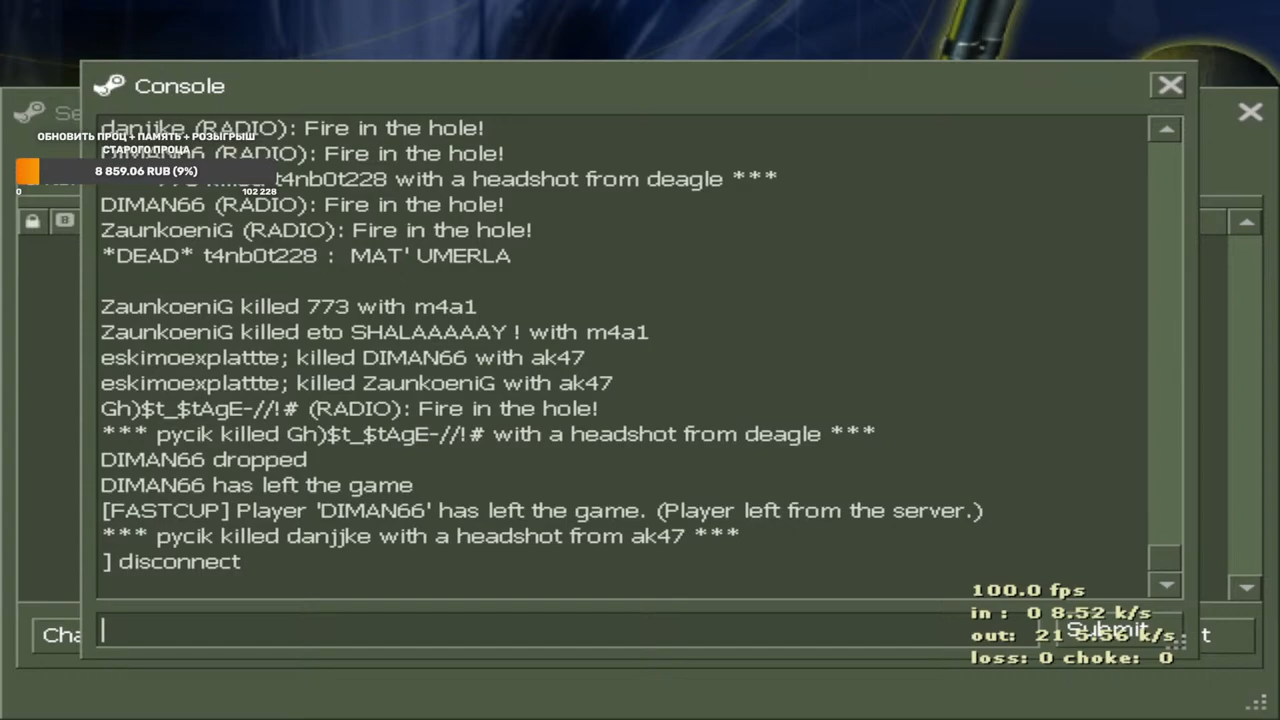 Console
Se
danjjke (RADIO): Fire in the hole!
ОБНОВИТЬ ПРОЦ + ПАМЯТЬ + РОЗЫГРЫШ
СТАРОГО ПРОЦА
DIMAN66 (RADIO): Fire in the hole!
8 859.06 RUB (9%)
0
102 228
t4nb0t228 with a headshot from deagle ***
DIMAN66 (RADIO): Fire in the hole!
ZaunkoeniG (RADIO): Fire in the hole!
*DEAD* t4nb0t228 :  MAT' UMERLA
ZaunkoeniG killed 773 with m4a1
ZaunkoeniG killed eto SHALAAAAAY ! with m4a1
eskimoexplattte; killed DIMAN66 with ak47
eskimoexplattte; killed ZaunkoeniG with ak47
Gh)$t_$tAgE-//!# (RADIO): Fire in the hole!
*** pycik killed Gh)$t_$tAgE-//!# with a headshot from deagle ***
DIMAN66 dropped
DIMAN66 has left the game
[FASTCUP] Player 'DIMAN66' has left the game. (Player left from the server.)
*** pycik killed danjjke with a headshot from ak47 ***
] disconnect
100.0 fps
in :  0 8.52 k/s
out:  21 k/s
loss: 0 choke:  0
Submit
Cha
t